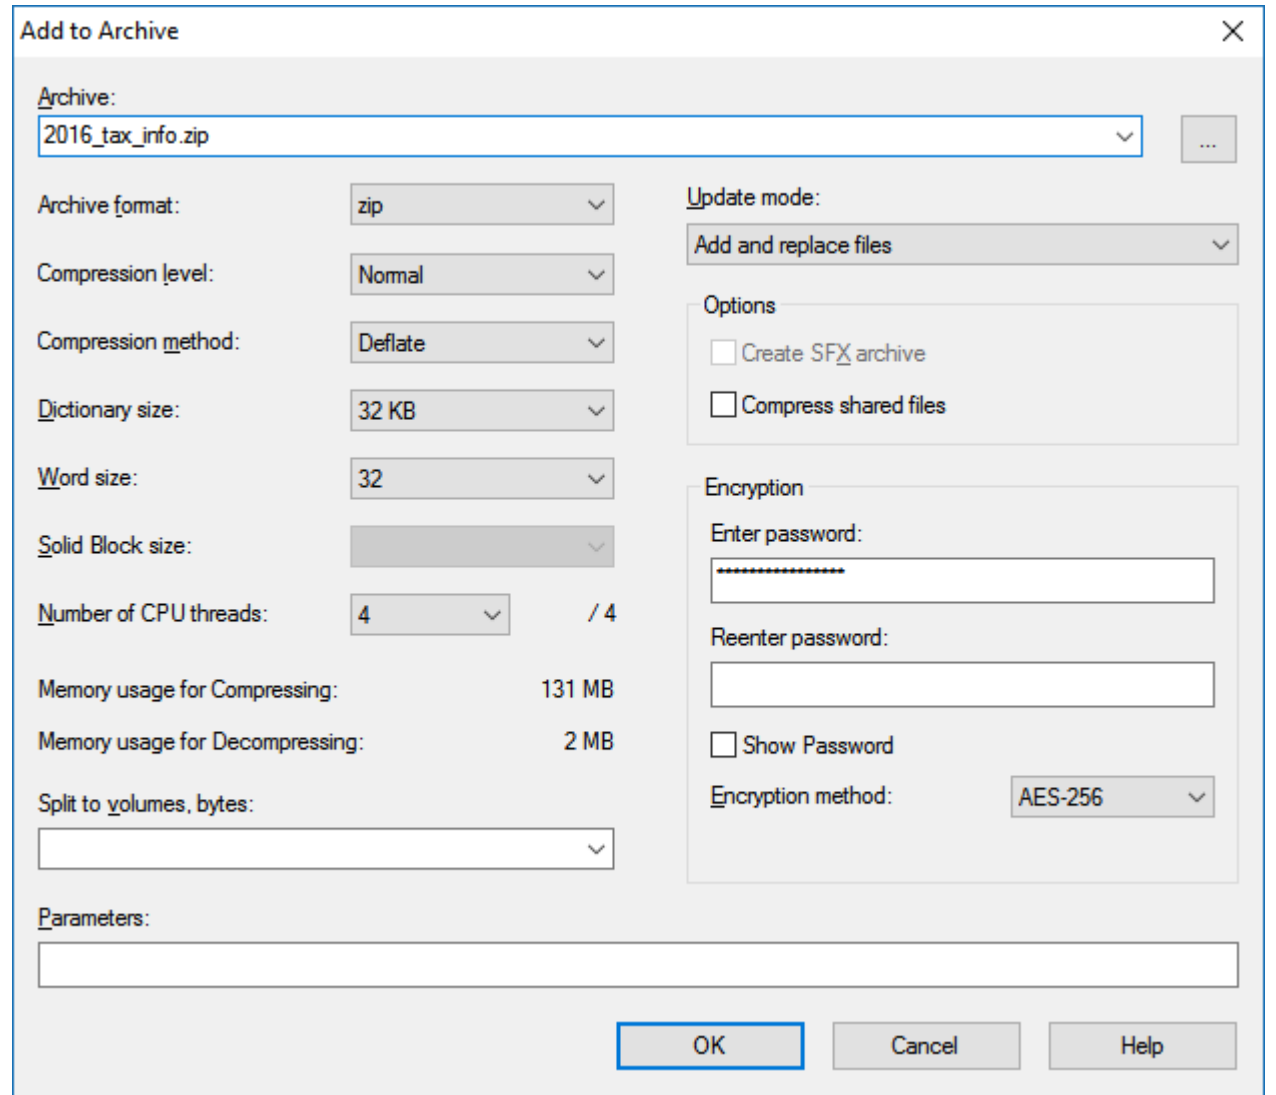 Add to Archive
Archive:
2016_tax_info.zip
...
Archive format:
zip
Compression level:
Normal
Compression method:
Deflate
Dictionary size:
32 KB
Word size:
32
Solid Block size:
Number of CPU threads:
4
/ 4
Memory usage for Compressing:
131 MB
Memory usage for Decompressing:
2 MB
Split to volumes, bytes:
Update mode:
Add and replace files
Options
Create SFX archive
Compress shared files
Encryption
Enter password:
****************
Reenter password:
Show Password
Encryption method:
AES-256
Parameters:
OK
Cancel
Help